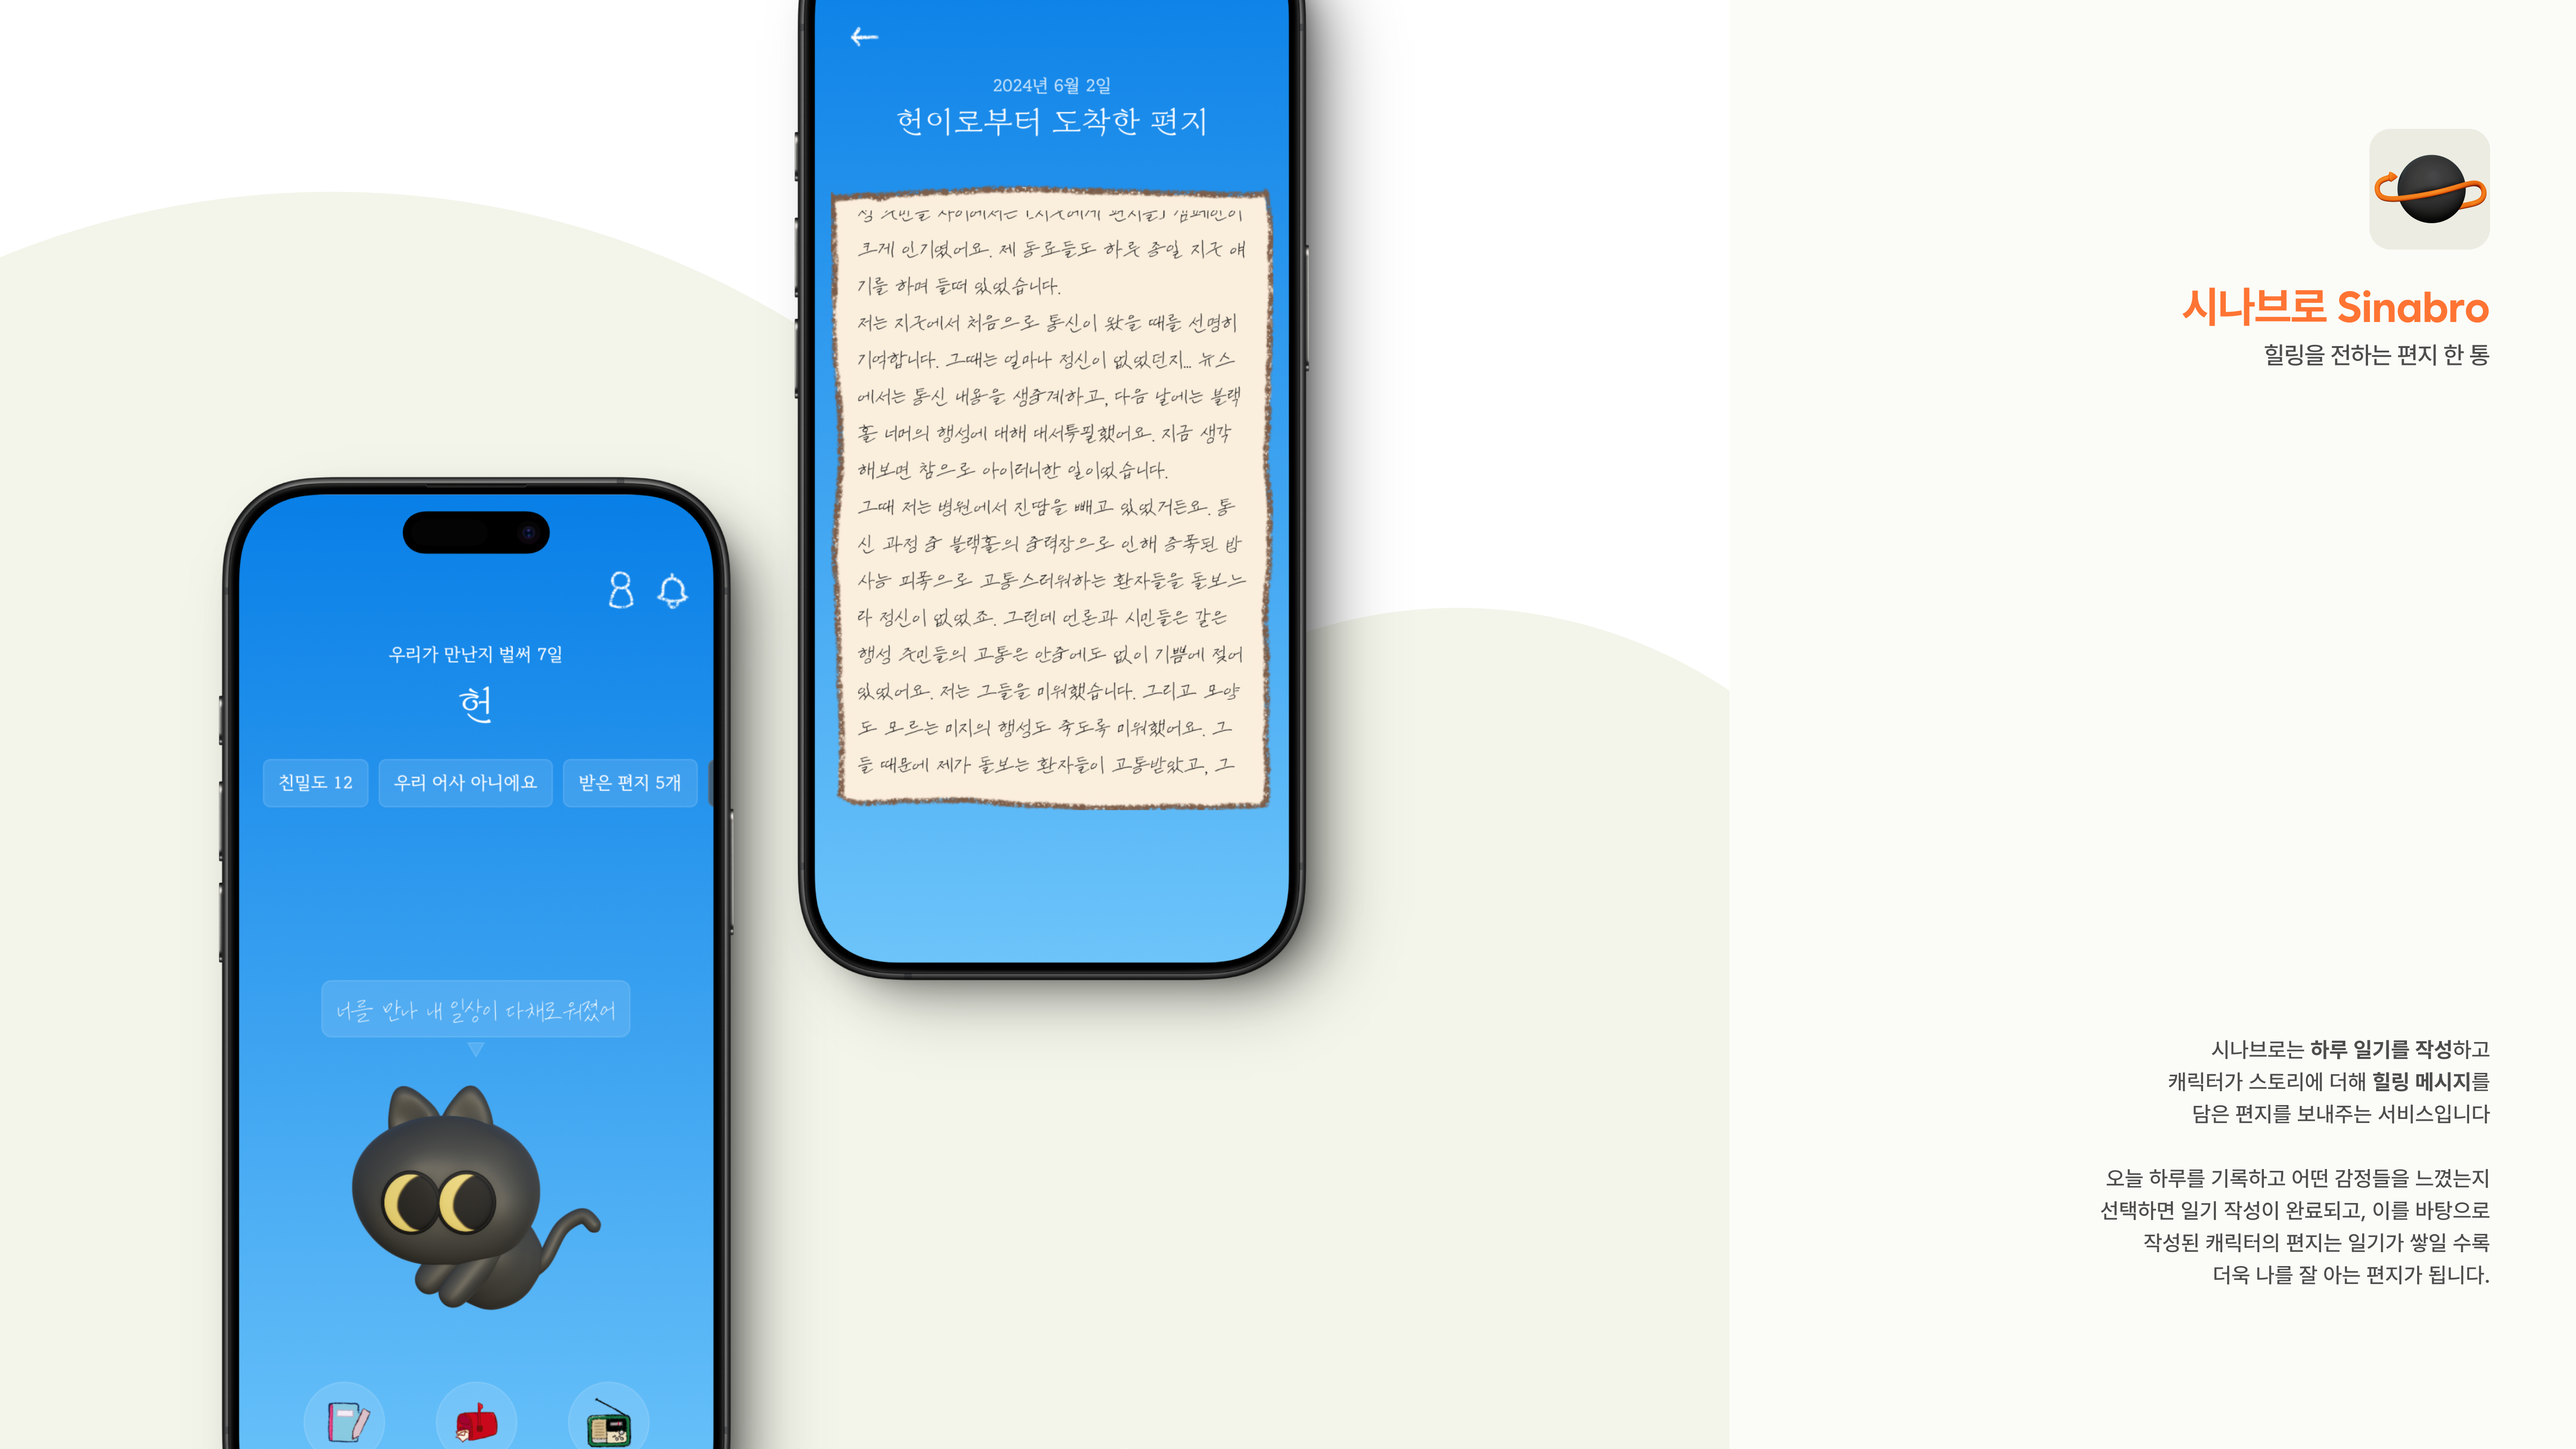 2024년 6월 2일
헌이로부터 도착한 편지
성 주민들 사이에서는 「지구에게 편지를」 캠페인이
크게 인기였어요. 제 동료들도 하루 종일 지구 얘
기를 하며 들떠 있었습니다.
저는 지구에서 처음으로 통신이 왔을 때를 선명히
기억합니다. 그때는 얼마나 정신이 없었던지... 뉴스
에서는 통신 내용을 생중계하고, 다음 날에는 블랙
홀 너머의 행성에 대해 대서특필했어요. 지금 생각
해보면 참으로 아이러니한 일이었습니다.
그때 저는 병원에서 진땀을 빼고 있었거든요. 통
신 과정 중 블랙홀의 중력장으로 인해 증폭된 방
사능 피폭으로 고통스러워하는 환자들을 돌보느
라 정신이 없었죠. 그런데 언론과 시민들은 같은
행성 주민들의 고통은 안중에도 없이 기쁨에 젖어
있었어요. 저는 그들을 미워했습니다. 그리고 모양
도 모르는 미지의 행성도 죽도록 미워했어요. 그
들 때문에 제가 돌보는 환자들이 고통받았고, 그
우리가 만난지 벌써 7일
헌
친밀도 12
우리 어사 아니에요
받은 편지 5개
너를 만나 내 일상이 다채로워졌어
시나브로 Sinabro
힐링을 전하는 편지 한 통
시나브로는 하루 일기를 작성하고
캐릭터가 스토리에 더해 힐링 메시지를
담은 편지를 보내주는 서비스입니다
오늘 하루를 기록하고 어떤 감정들을 느꼈는지
선택하면 일기 작성이 완료되고, 이를 바탕으로
작성된 캐릭터의 편지는 일기가 쌓일 수록
더욱 나를 잘 아는 편지가 됩니다.